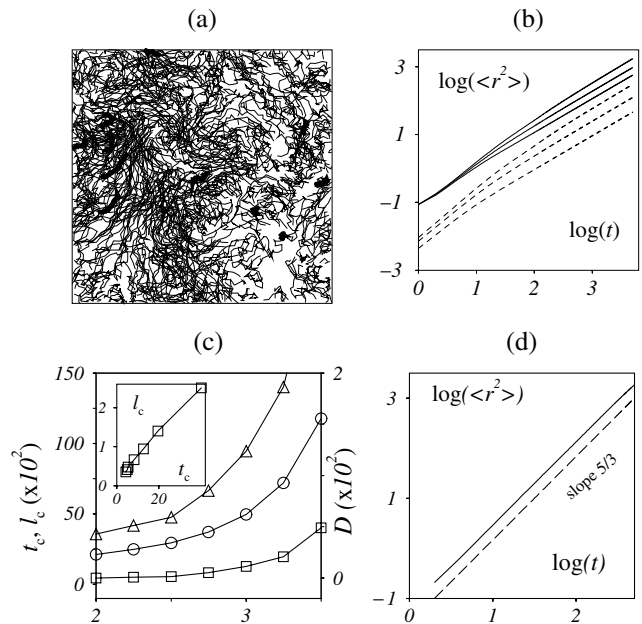 (a)
(b)
log(<r²>)
log(t)
3
1
−1
−3
0 1 2 3
(c)
t_c, l_c (x10²)
150
100
50
0
2 3
D (x10²)
2
0
l_c
2
1
0
0 20
t_c
(d)
log(<r²>)
slope 5/3
log(t)
3
1
−1
0 1 2